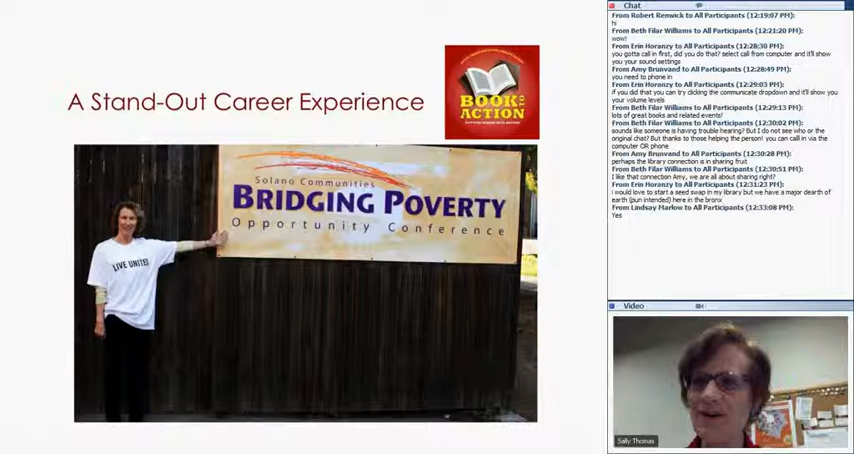 A Stand-Out Career Experience
BOOK TO
ACTION
Solano Communities
BRIDGING POVERTY
Opportunity Conference
LIVE UNITED
Chat
From Robert Renwick to All Participants (12:19:07 PM):
hi
From Beth Filar Williams to All Participants (12:21:20 PM):
wow!
From Erin Horanzy to All Participants (12:28:30 PM):
you gotta call in first, did you do that? select call from computer and it'll show
you your sound settings
From Amy Brunvand to All Participants (12:28:49 PM):
you need to phone in
From Erin Horanzy to All Participants (12:29:03 PM):
if you did that you can try clicking the communicate dropdown and it'll show you
your volume levels
From Beth Filar Williams to All Participants (12:29:13 PM):
lots of great books and related events!
From Beth Filar Williams to All Participants (12:30:02 PM):
sounds like someone is having trouble hearing? But I do not see who or the
original chat? But thanks to those helping the person! you can call in via the
computer OR phone
From Amy Brunvand to All Participants (12:30:28 PM):
perhaps the library connection is in sharing fruit
From Beth Filar Williams to All Participants (12:30:51 PM):
I like that connection Amy, we are all about sharing right?
From Erin Horanzy to All Participants (12:31:23 PM):
i would love to start a seed swap in my library but we have a major dearth of
earth (pun intended) here in the bronx
From Lindsay Marlow to All Participants (12:33:08 PM):
Yes
Video
Sally Thomas